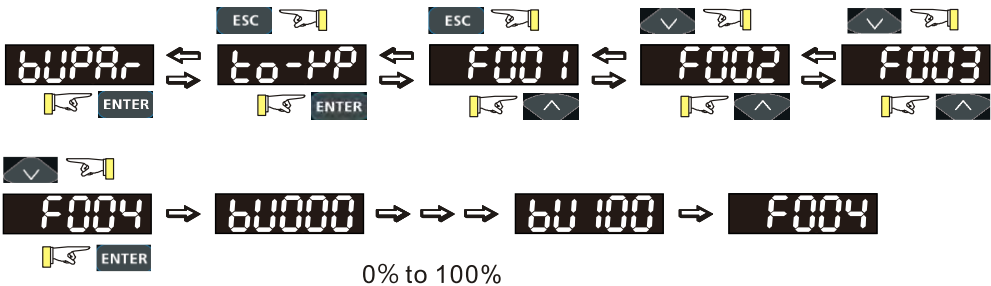 ESC ESC
bUPAr to-YP F001 F002 F003
ENTER ENTER
F004 bU000 bU100 F004
ENTER
0% to 100%